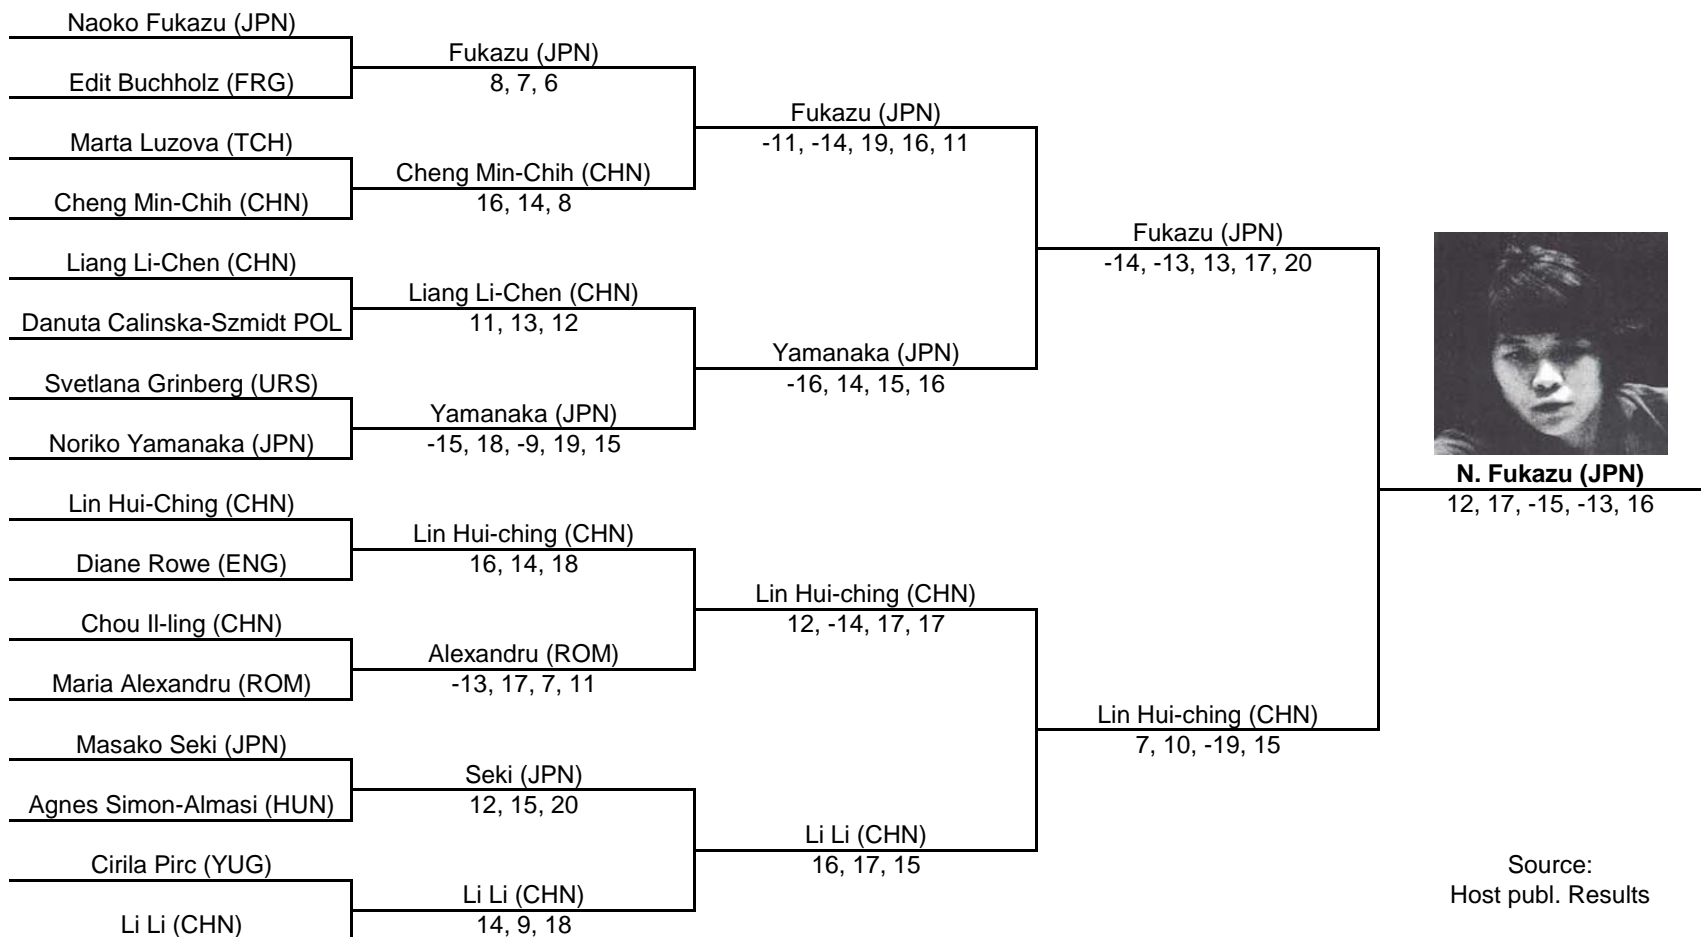 Naoko Fukazu (JPN)
Edit Buchholz (FRG)
Marta Luzova (TCH)
Cheng Min-Chih (CHN)
Liang Li-Chen (CHN)
Danuta Calinska-Szmidt POL
Svetlana Grinberg (URS)
Noriko Yamanaka (JPN)
Lin Hui-Ching (CHN)
Diane Rowe (ENG)
Chou Il-ling (CHN)
Maria Alexandru (ROM)
Masako Seki (JPN)
Agnes Simon-Almasi (HUN)
Cirila Pirc (YUG)
Li Li (CHN)
Fukazu (JPN)
8, 7, 6
Cheng Min-Chih (CHN)
16, 14, 8
Liang Li-Chen (CHN)
11, 13, 12
Yamanaka (JPN)
-15, 18, -9, 19, 15
Lin Hui-ching (CHN)
16, 14, 18
Alexandru (ROM)
-13, 17, 7, 11
Seki (JPN)
12, 15, 20
Li Li (CHN)
14, 9, 18
Fukazu (JPN)
-11, -14, 19, 16, 11
Yamanaka (JPN)
-16, 14, 15, 16
Lin Hui-ching (CHN)
12, -14, 17, 17
Li Li (CHN)
16, 17, 15
Fukazu (JPN)
-14, -13, 13, 17, 20
Lin Hui-ching (CHN)
7, 10, -19, 15
N. Fukazu (JPN)
12, 17, -15, -13, 16
Source:
Host publ. Results